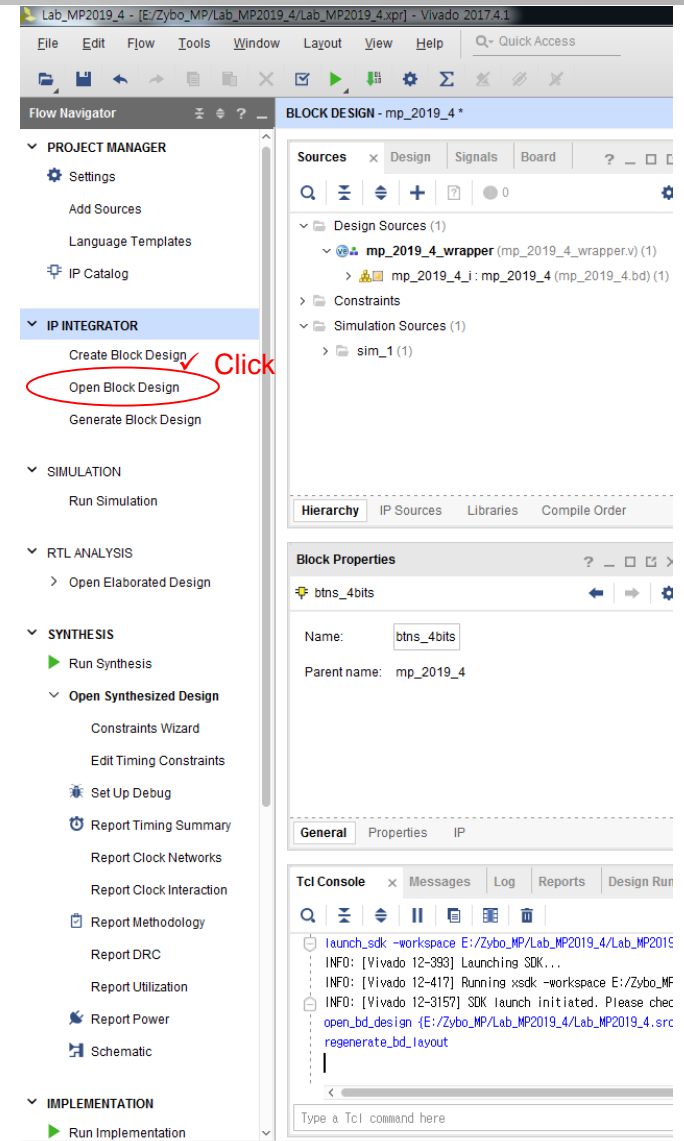 Lab_MP2019_4 - [E:/Zybo_MP/Lab_MP2019_4/Lab_MP2019_4.xpr] - Vivado 2017.4.1
File Edit Flow Tools Window Layout View Help Quick Access
Flow Navigator
PROJECT MANAGER
Settings
Add Sources
Language Templates
IP Catalog
IP INTEGRATOR
Create Block Design
✓ Click
Open Block Design
Generate Block Design
SIMULATION
Run Simulation
RTL ANALYSIS
Open Elaborated Design
SYNTHESIS
Run Synthesis
Open Synthesized Design
Constraints Wizard
Edit Timing Constraints
Set Up Debug
Report Timing Summary
Report Clock Networks
Report Clock Interaction
Report Methodology
Report DRC
Report Utilization
Report Power
Schematic
IMPLEMENTATION
Run Implementation
BLOCK DESIGN - mp_2019_4 *
Sources Design Signals Board
0
Design Sources (1)
mp_2019_4_wrapper (mp_2019_4_wrapper.v) (1)
mp_2019_4_i : mp_2019_4 (mp_2019_4.bd) (1)
Constraints
Simulation Sources (1)
sim_1 (1)
Hierarchy IP Sources Libraries Compile Order
Block Properties
btns_4bits
Name: btns_4bits
Parent name: mp_2019_4
General Properties IP
Tcl Console Messages Log Reports Design Run
launch_sdk -workspace E:/Zybo_MP/Lab_MP2019_4/Lab_MP2019
INFO: [Vivado 12-393] Launching SDK...
INFO: [Vivado 12-417] Running xsdk -workspace E:/Zybo_MP
INFO: [Vivado 12-3157] SDK launch initiated. Please chec
open_bd_design {E:/Zybo_MP/Lab_MP2019_4/Lab_MP2019_4.src
regenerate_bd_layout
Type a Tcl command here